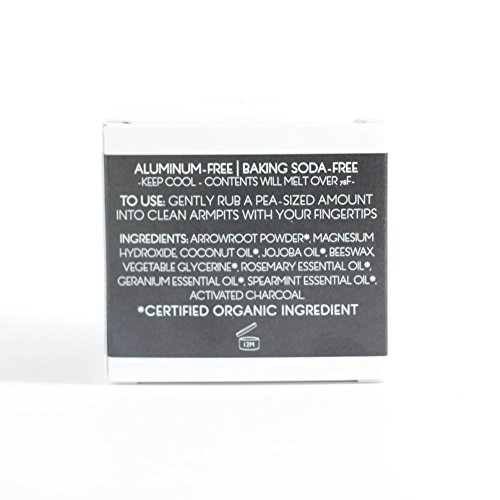 ALUMINUM-FREE | BAKING SODA-FREE
-KEEP COOL - CONTENTS WILL MELT OVER 78F-
TO USE: GENTLY RUB A PEA-SIZED AMOUNT
INTO CLEAN ARMPITS WITH YOUR FINGERTIPS
INGREDIENTS: ARROWROOT POWDER*, MAGNESIUM
HYDROXIDE, COCONUT OIL*, JOJOBA OIL*, BEESWAX,
VEGETABLE GLYCERINE*, ROSEMARY ESSENTIAL OIL*,
GERANIUM ESSENTIAL OIL*, SPEARMINT ESSENTIAL OIL*,
ACTIVATED CHARCOAL
*CERTIFIED ORGANIC INGREDIENT
12M